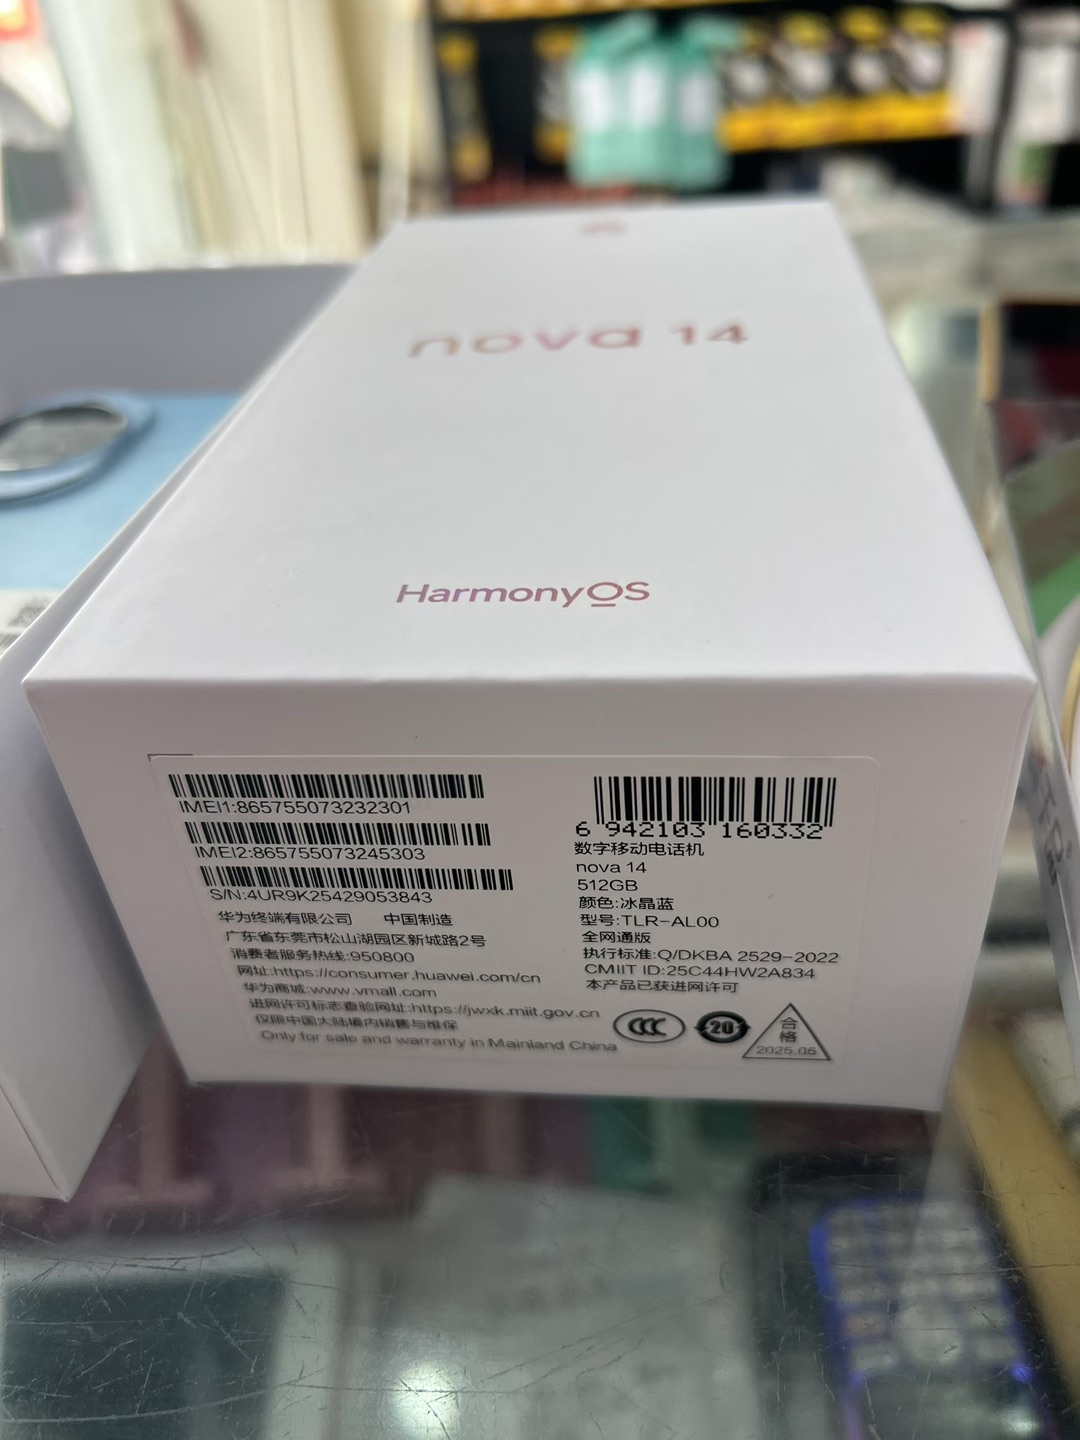 nova 14
HarmonyOS
IMEI1:865755073232301
IMEI2:865755073245303
S/N:4UR9K25429053843
华为终端有限公司 中国制造
广东省东莞市松山湖园区新城路2号
消费者服务热线:950800
网址:https://consumer.huawei.com/cn
华为商城:www.vmall.com
进网许可标志查验网址:https://jwxk.miit.gov.cn
仅限中国大陆境内销售与维保
Only for sale and warranty in Mainland China
6 942103 160332
数字移动电话机
nova 14
512GB
颜色:冰晶蓝
型号:TLR-AL00
全网通版
执行标准:Q/DKBA 2529-2022
CMIIT ID:25C44HW2A834
本产品已获进网许可
CCC
20
合
格
2025.05